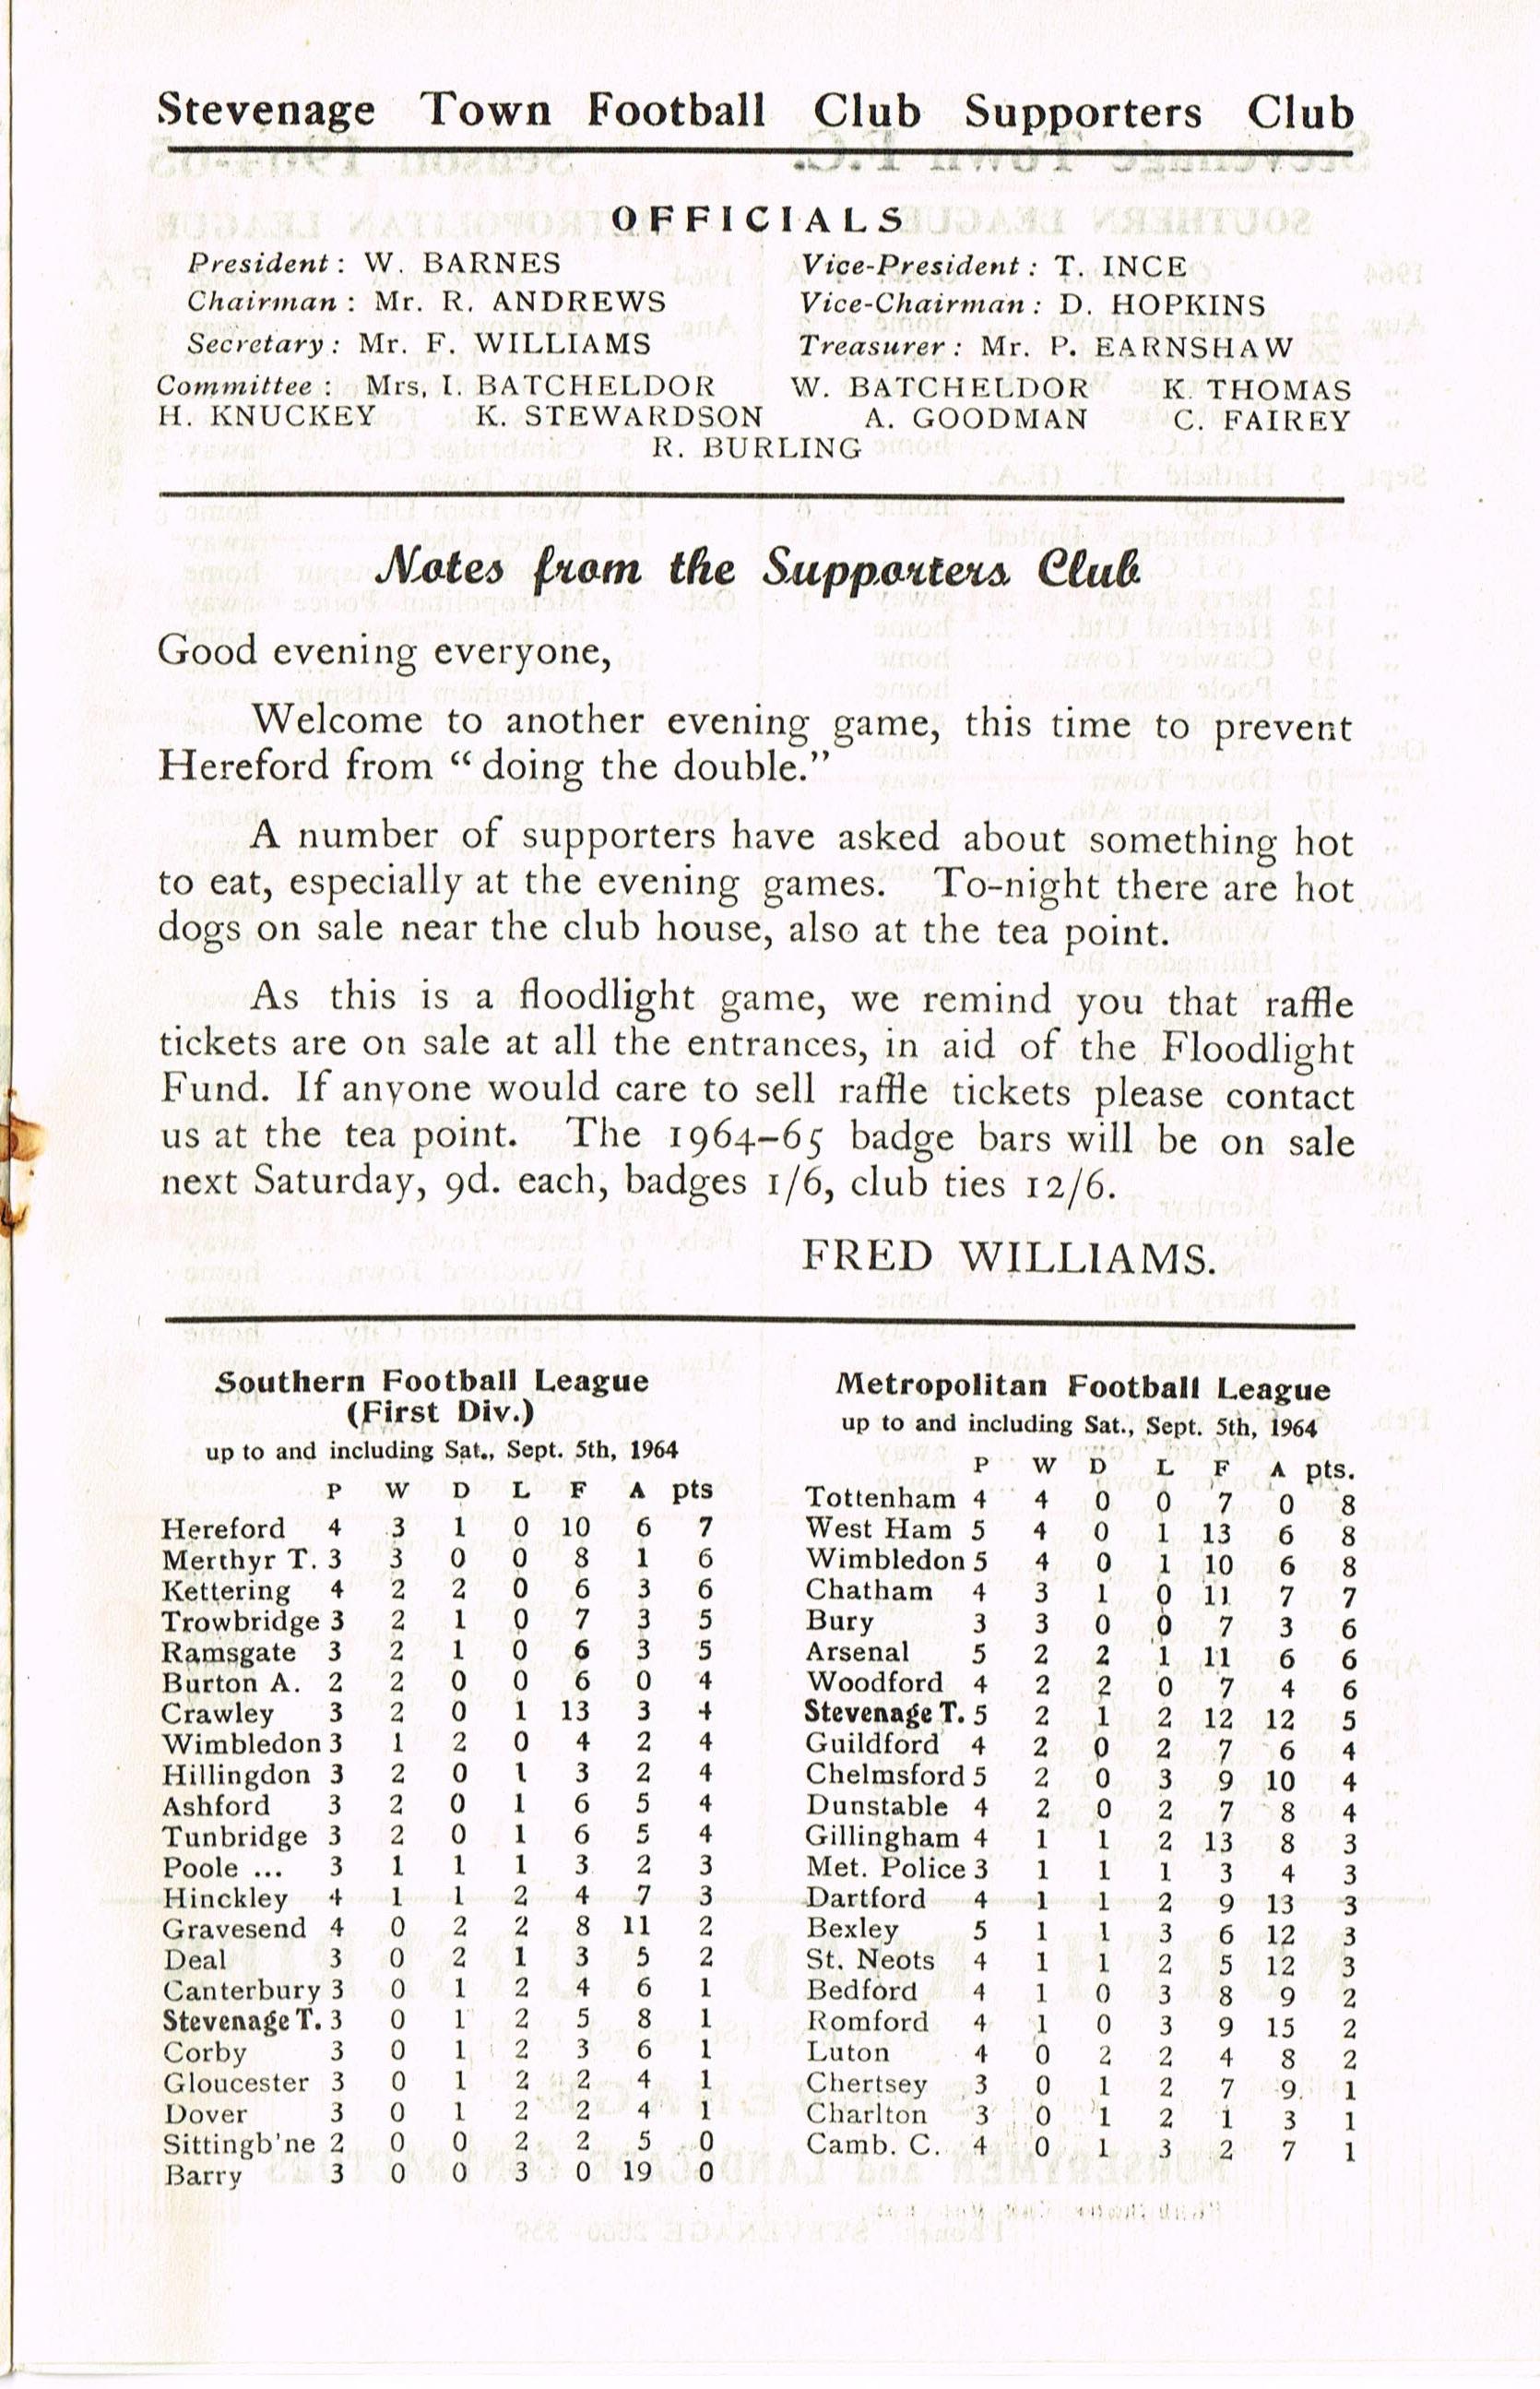 Stevenage Town Football Club Supporters Club
OFFICIALS
President: W. BARNES Vice-President: T. INCE
Chairman: Mr. R. ANDREWS Vice-Chairman: D. HOPKINS
Secretary: Mr. F. WILLIAMS Treasurer: Mr. P. EARNSHAW
Committee: Mrs, I. BATCHELDOR W. BATCHELDOR K. THOMAS
H. KNUCKEY K. STEWARDSON A. GOODMAN C. FAIREY
R. BURLING
Notes from the Supporters Club
Good evening everyone,
Welcome to another evening game, this time to prevent
Hereford from “doing the double.”
A number of supporters have asked about something hot
to eat, especially at the evening games. To-night there are hot
dogs on sale near the club house, also at the tea point.
As this is a floodlight game, we remind you that raffle
tickets are on sale at all the entrances, in aid of the Floodlight
Fund. If anyone would care to sell raffle tickets please contact
us at the tea point. The 1964-65 badge bars will be on sale
next Saturday, 9d. each, badges 1/6, club ties 12/6.
FRED WILLIAMS.
Southern Football League
(First Div.)
up to and including Sat., Sept. 5th, 1964
P W D L F A pts
Hereford 4 3 1 0 10 6 7
Merthyr T. 3 3 0 0 8 1 6
Kettering 4 2 2 0 6 3 6
Trowbridge 3 2 1 0 7 3 5
Ramsgate 3 2 1 0 6 3 5
Burton A. 2 2 0 0 6 0 4
Crawley 3 2 0 1 13 3 4
Wimbledon 3 1 2 0 4 2 4
Hillingdon 3 2 0 1 3 2 4
Ashford 3 2 0 1 6 5 4
Tunbridge 3 2 0 1 6 5 4
Poole ... 3 1 1 1 3 2 3
Hinckley 4 1 1 2 4 7 3
Gravesend 4 0 2 2 8 11 2
Deal 3 0 2 1 3 5 2
Canterbury 3 0 1 2 4 6 1
Stevenage T. 3 0 1 2 5 8 1
Corby 3 0 1 2 3 6 1
Gloucester 3 0 1 2 2 4 1
Dover 3 0 1 2 2 4 1
Sittingb'ne 2 0 0 2 2 5 0
Barry 3 0 0 3 0 19 0
Metropolitan Football League
up to and including Sat., Sept. 5th, 1964
P W D L F A pts.
Tottenham 4 4 0 0 7 0 8
West Ham 5 4 0 1 13 6 8
Wimbledon 5 4 0 1 10 6 8
Chatham 4 3 1 0 11 7 7
Bury 3 3 0 0 7 3 6
Arsenal 5 2 2 1 11 6 6
Woodford 4 2 2 0 7 4 6
Stevenage T. 5 2 1 2 12 12 5
Guildford 4 2 0 2 7 6 4
Chelmsford 5 2 0 3 9 10 4
Dunstable 4 2 0 2 7 8 4
Gillingham 4 1 1 2 13 8 3
Met. Police 3 1 1 1 3 4 3
Dartford 4 1 1 2 9 13 3
Bexley 5 1 1 3 6 12 3
St. Neots 4 1 1 2 5 12 3
Bedford 4 1 0 3 8 9 2
Romford 4 1 0 3 9 15 2
Luton 4 0 2 2 4 8 2
Chertsey 3 0 1 2 7 9 1
Charlton 3 0 1 2 1 3 1
Camb. C. 4 0 1 3 2 7 1